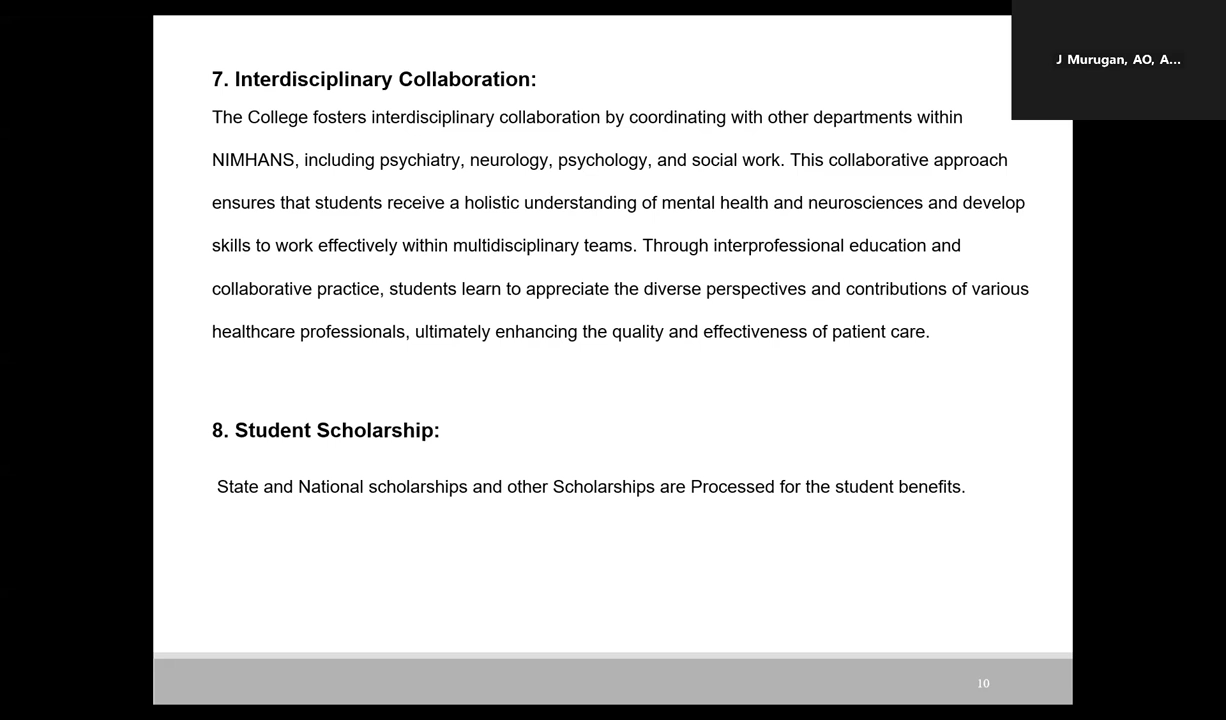 J Murugan, AO, A...
7. Interdisciplinary Collaboration:
The College fosters interdisciplinary collaboration by coordinating with other departments within
NIMHANS, including psychiatry, neurology, psychology, and social work. This collaborative approach
ensures that students receive a holistic understanding of mental health and neurosciences and develop
skills to work effectively within multidisciplinary teams. Through interprofessional education and
collaborative practice, students learn to appreciate the diverse perspectives and contributions of various
healthcare professionals, ultimately enhancing the quality and effectiveness of patient care.
8. Student Scholarship:
State and National scholarships and other Scholarships are Processed for the student benefits.
10